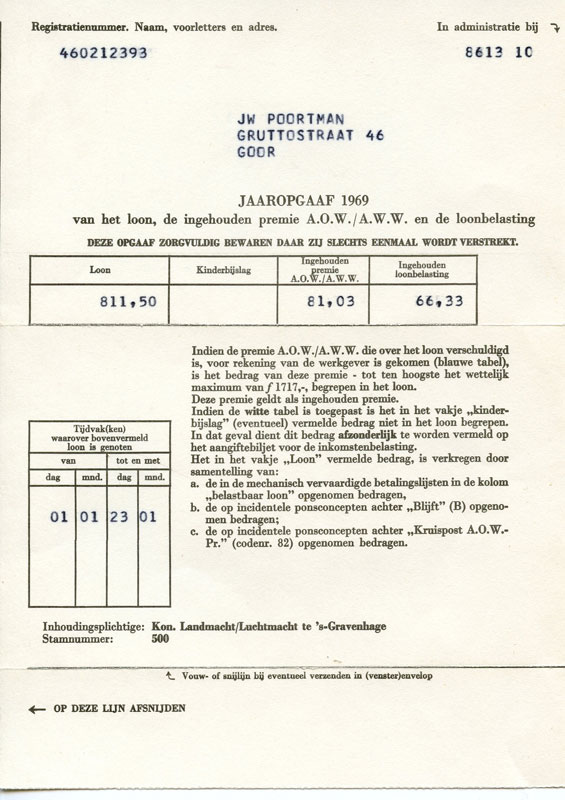 Registratienummer. Naam, voorletters en adres. In administratie bij
460212393 8613 10
JW POORTMAN
GRUTTOSTRAAT 46
GOOR
JAAROPGAAF 1969
van het loon, de ingehouden premie A.O.W./A.W.W. en de loonbelasting
DEZE OPGAAF ZORGVULDIG BEWAREN DAAR ZIJ SLECHTS EENMAAL WORDT VERSTREKT.
Loon
Kinderbijslag
Ingehouden
premie
A.O.W./A.W.W.
Ingehouden
loonbelasting
811,50 81,03 66,33
Indien de premie A.O.W./A.W.W. die over het loon verschuldigd
is, voor rekening van de werkgever is gekomen (blauwe tabel),
is het bedrag van deze premie - tot ten hoogste het wettelijk
maximum van f 1717,-, begrepen in het loon.
Deze premie geldt als ingehouden premie.
Indien de witte tabel is toegepast is het in het vakje „kinder-
bijslag” (eventueel) vermelde bedrag niet in het loon begrepen.
In dat geval dient dit bedrag afzonderlijk te worden vermeld op
het aangiftebiljet voor de inkomstenbelasting.
Het in het vakje „Loon” vermelde bedrag, is verkregen door
samentelling van:
a. de in de mechanisch vervaardigde betalingslijsten in de kolom
„belastbaar loon” opgenomen bedragen,
b. de op incidentele ponsconcepten achter „Blijft” (B) opgeno-
men bedragen;
c. de op incidentele ponsconcepten achter „Kruispost A.O.W.-
Pr.” (codenr. 82) opgenomen bedragen.
Tijdvak(ken)
waarover bovenvermeld
loon is genoten
van tot en met
dag mnd. dag mnd.
01 01 23 01
Inhoudingsplichtige: Kon. Landmacht/Luchtmacht te 's-Gravenhage
Stamnummer: 500
Vouw- of snijlijn bij eventueel verzenden in (venster)envelop
← OP DEZE LIJN AFSNIJDEN